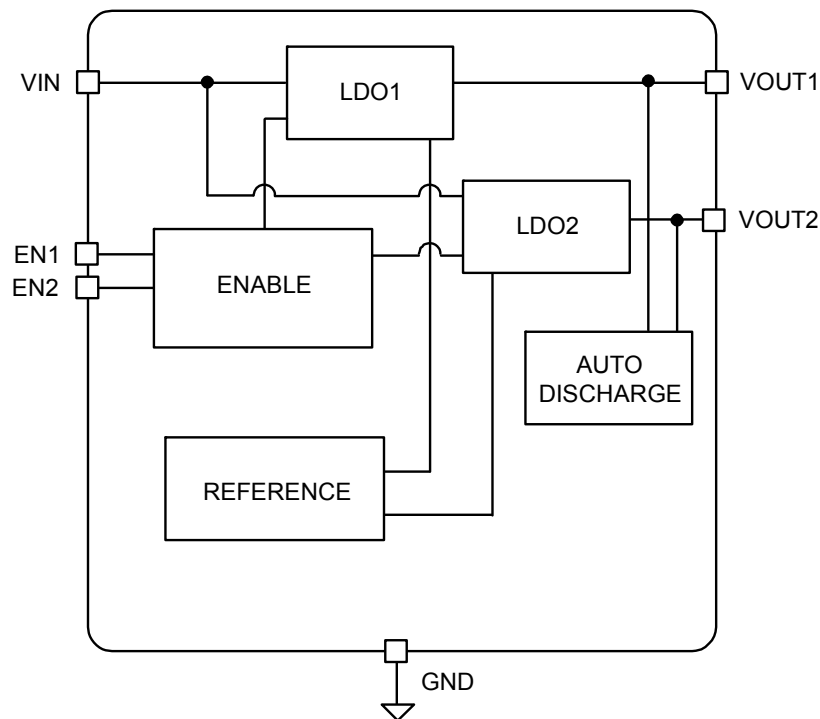 VIN
LDO1
VOUT1
LDO2
VOUT2
EN1
EN2
ENABLE
AUTO
DISCHARGE
REFERENCE
GND